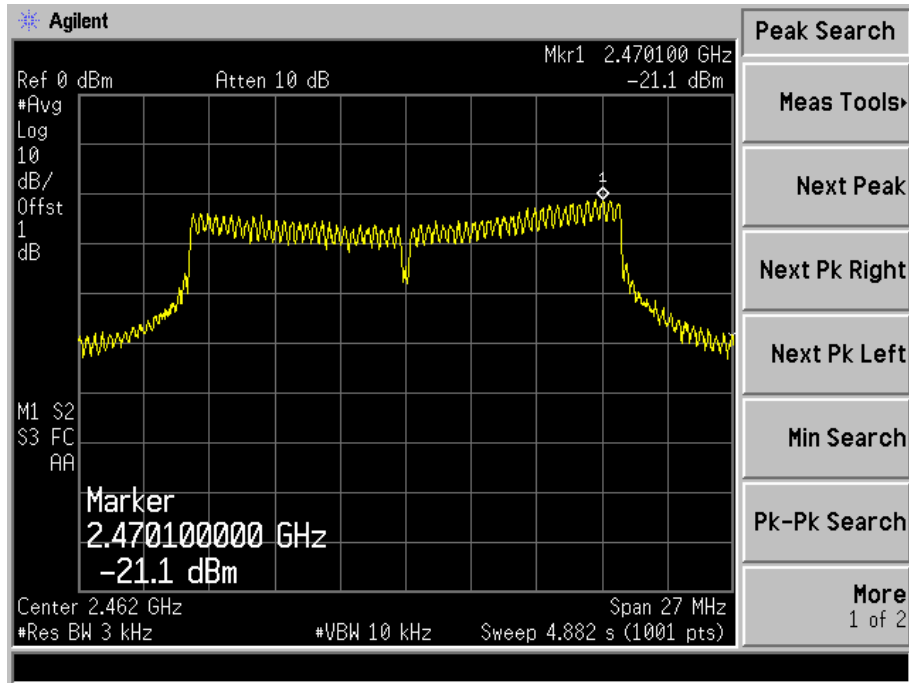 Agilent
Peak Search
Mkr1 2.470100 GHz
Ref 0 dBm Atten 10 dB -21.1 dBm
#Avg
Log
10
dB/
Offst
1
dB
1
M1 S2
S3 FC
AA
Marker
2.470100000 GHz
-21.1 dBm
Center 2.462 GHz Span 27 MHz
#Res BW 3 kHz #VBW 10 kHz Sweep 4.882 s (1001 pts)
Meas Tools
Next Peak
Next Pk Right
Next Pk Left
Min Search
Pk-Pk Search
More
1 of 2